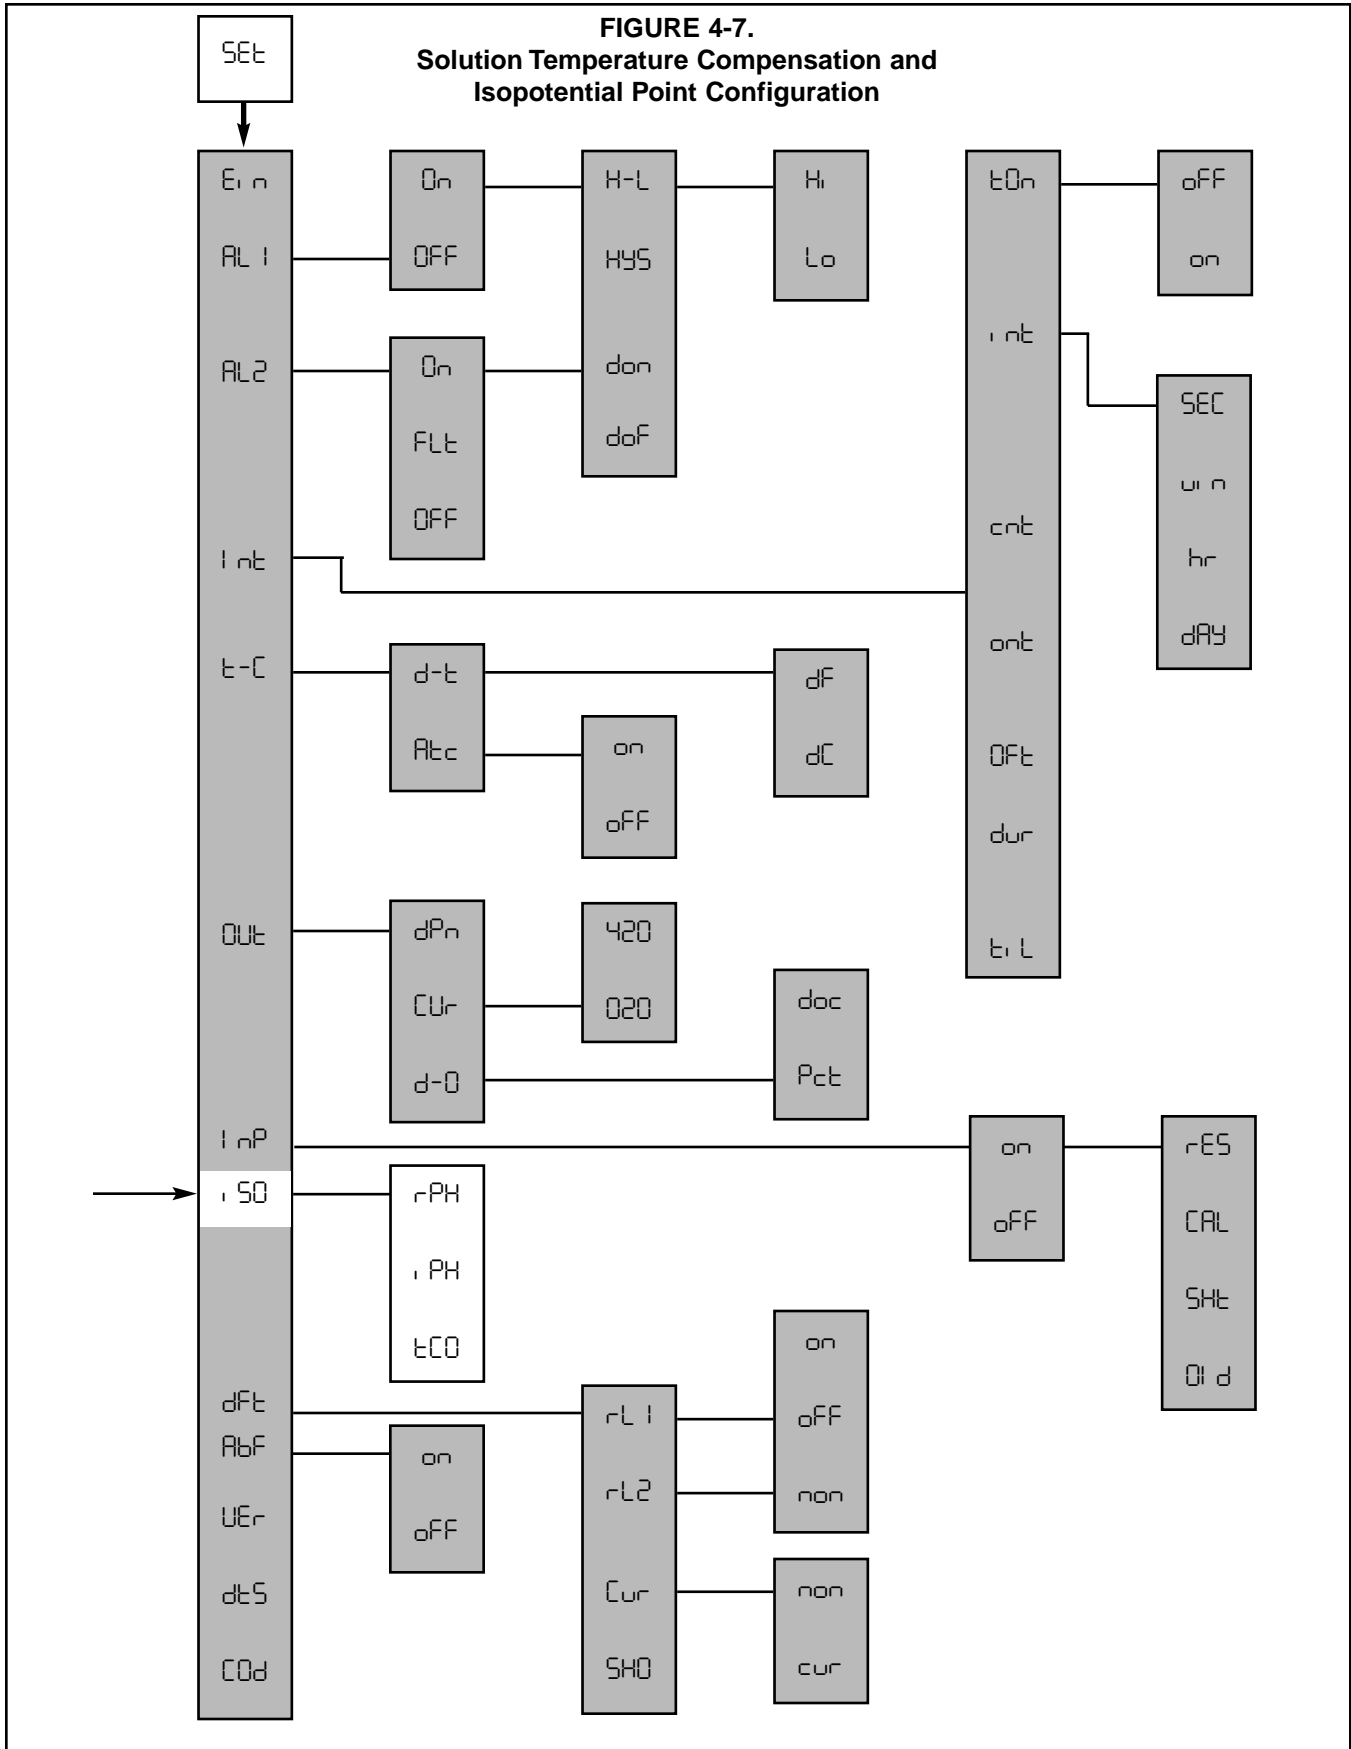 FIGURE 4-7.
Solution Temperature Compensation and
Isopotential Point Configuration
SEt
Ein
AL1
AL2
Int
t-C
OUt
InP
iSO
dFt
AbF
UEr
dtS
COd
On
OFF
On
FLt
OFF
H-L
HYS
don
doF
Hi
Lo
tOn
int
cnt
ont
OFt
dur
tiL
oFF
on
SEC
uin
hr
dAY
d-t
Atc
on
oFF
dF
dC
dPn
CUr
d-O
420
020
doc
Pct
on
oFF
rES
CAL
SHt
OId
rPH
iPH
tCO
on
oFF
rL1
rL2
Cur
SHO
on
oFF
non
non
cur